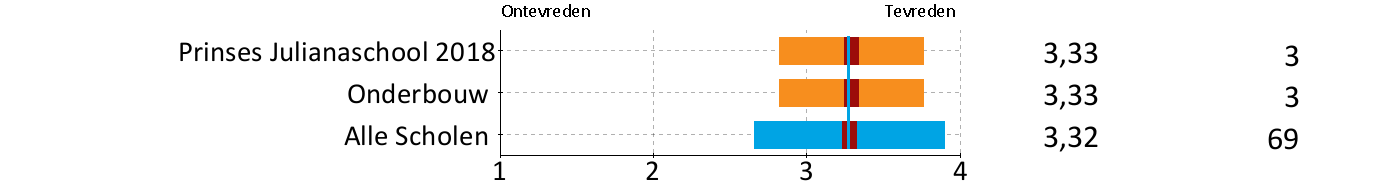 Ontevreden Tevreden
Prinses Julianaschool 2018 3,33 3
Onderbouw 3,33 3
Alle Scholen 3,32 69
1 2 3 4